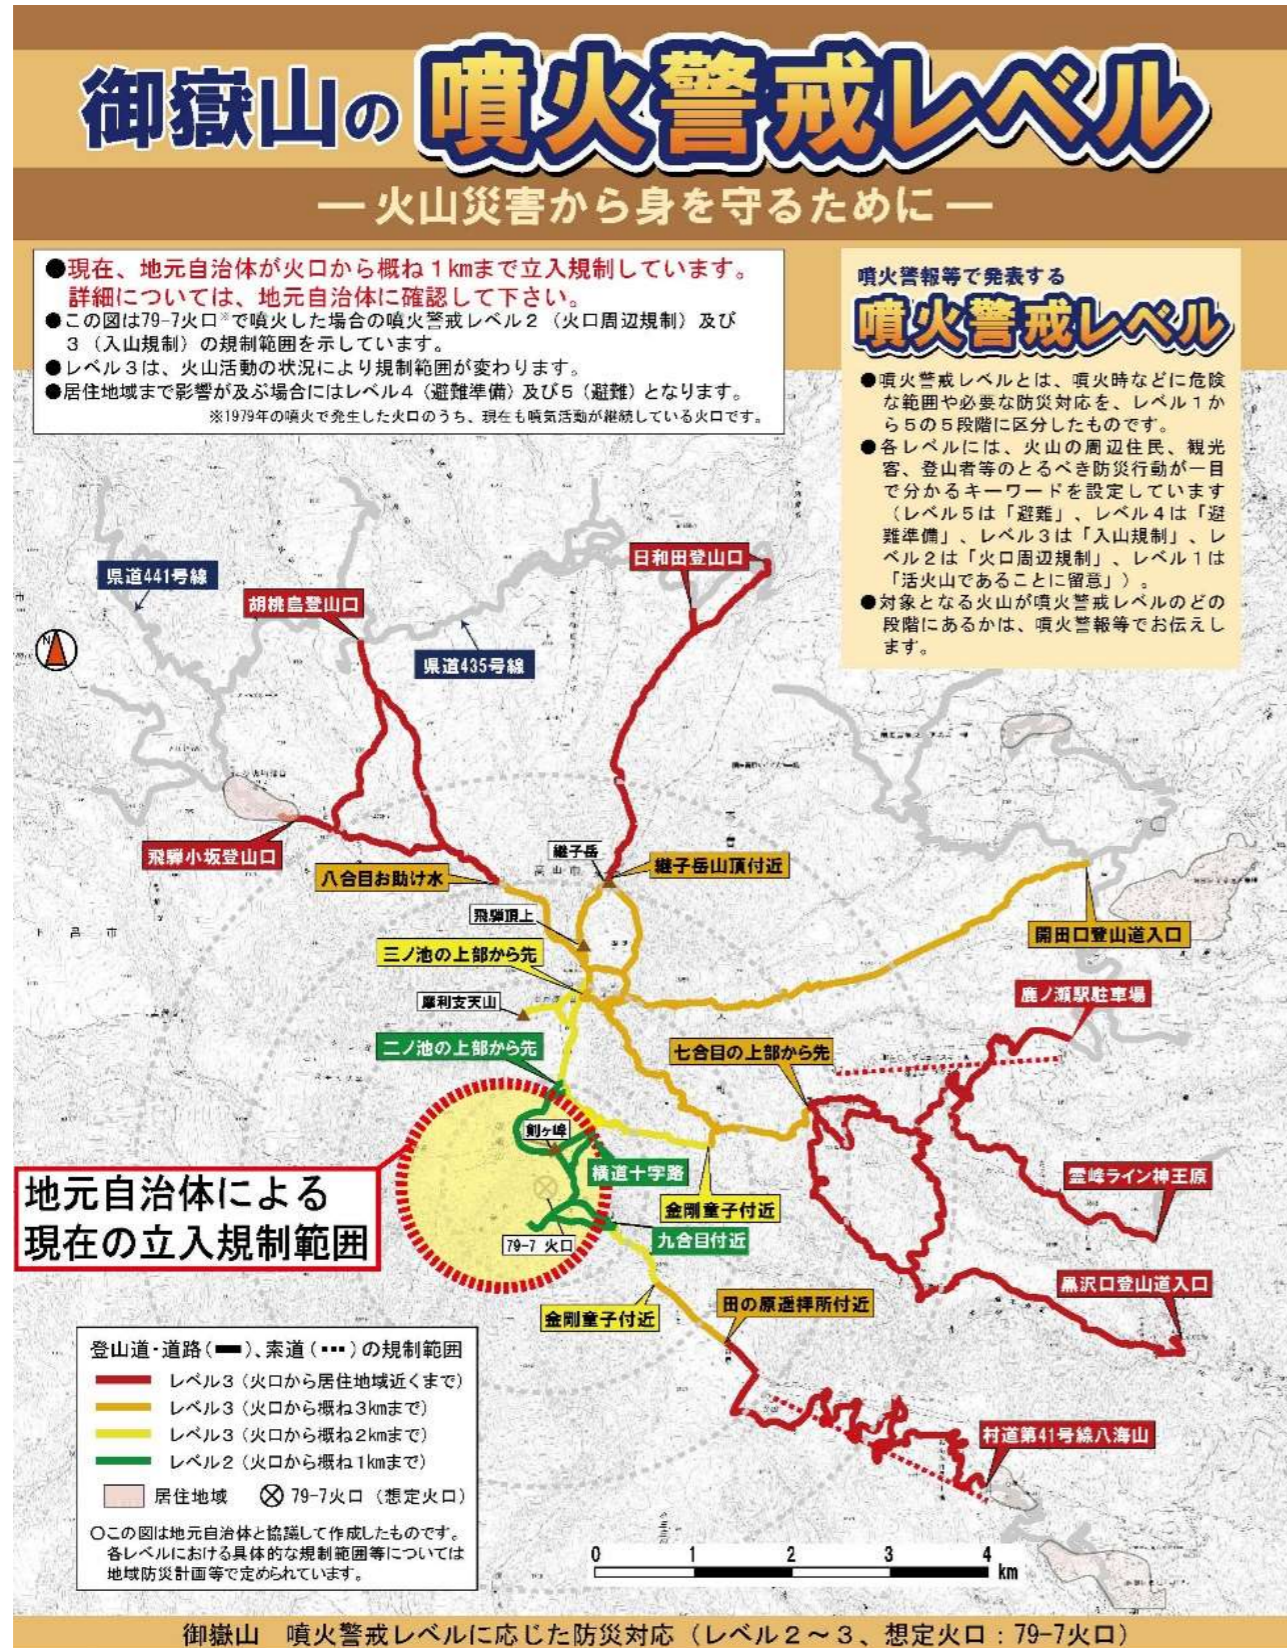 御嶽山の噴火警戒レベル
― 火山災害から身を守るために ―
●現在、地元自治体が火口から概ね1kmまで立入規制しています。
詳細については、地元自治体に確認して下さい。
●この図は79-7火口※で噴火した場合の噴火警戒レベル2（火口周辺規制）及び
3（入山規制）の規制範囲を示しています。
●レベル3は、火山活動の状況により規制範囲が変わります。
●居住地域まで影響が及ぶ場合にはレベル4（避難準備）及び5（避難）となります。
※1979年の噴火で発生した火口のうち、現在も噴気活動が継続している火口です。
噴火警報等で発表する
噴火警戒レベル
●噴火警戒レベルとは、噴火時などに危険
な範囲や必要な防災対応を、レベル1か
ら5の5段階に区分したものです。
●各レベルには、火山の周辺住民、観光
客、登山者等のとるべき防災行動が一目
で分かるキーワードを設定しています
（レベル5は「避難」、レベル4は「避
難準備」、レベル3は「入山規制」、レ
ベル2は「火口周辺規制」、レベル1は
「活火山であることに留意」）。
●対象となる火山が噴火警戒レベルのどの
段階にあるかは、噴火警報等でお伝えし
ます。
日和田登山口
県道441号線
胡桃島登山口
N
県道435号線
飛騨小坂登山口
継子岳
高山市
八合目お助け水
継子岳山頂付近
飛騨頂上
下呂市
開田口登山道入口
三ノ池の上部から先
鹿ノ瀬駅駐車場
摩利支天山
二ノ池の上部から先
七合目の上部から先
剣ヶ峰
横道十字路
霊峰ライン神王原
地元自治体による
現在の立入規制範囲
金剛童子付近
79-7 火口
九合目付近
黒沢口登山道入口
金剛童子付近
田の原遥拝所付近
村道第41号線八海山
登山道・道路（━）、索道（･･･）の規制範囲
レベル3（火口から居住地域近くまで）
レベル3（火口から概ね3kmまで）
レベル3（火口から概ね2kmまで）
レベル2（火口から概ね1kmまで）
居住地域 79-7火口（想定火口）
○この図は地元自治体と協議して作成したものです。
各レベルにおける具体的な規制範囲等については
地域防災計画等で定められています。
0 1 2 3 4
km
御嶽山 噴火警戒レベルに応じた防災対応（レベル2～3、想定火口：79-7火口）